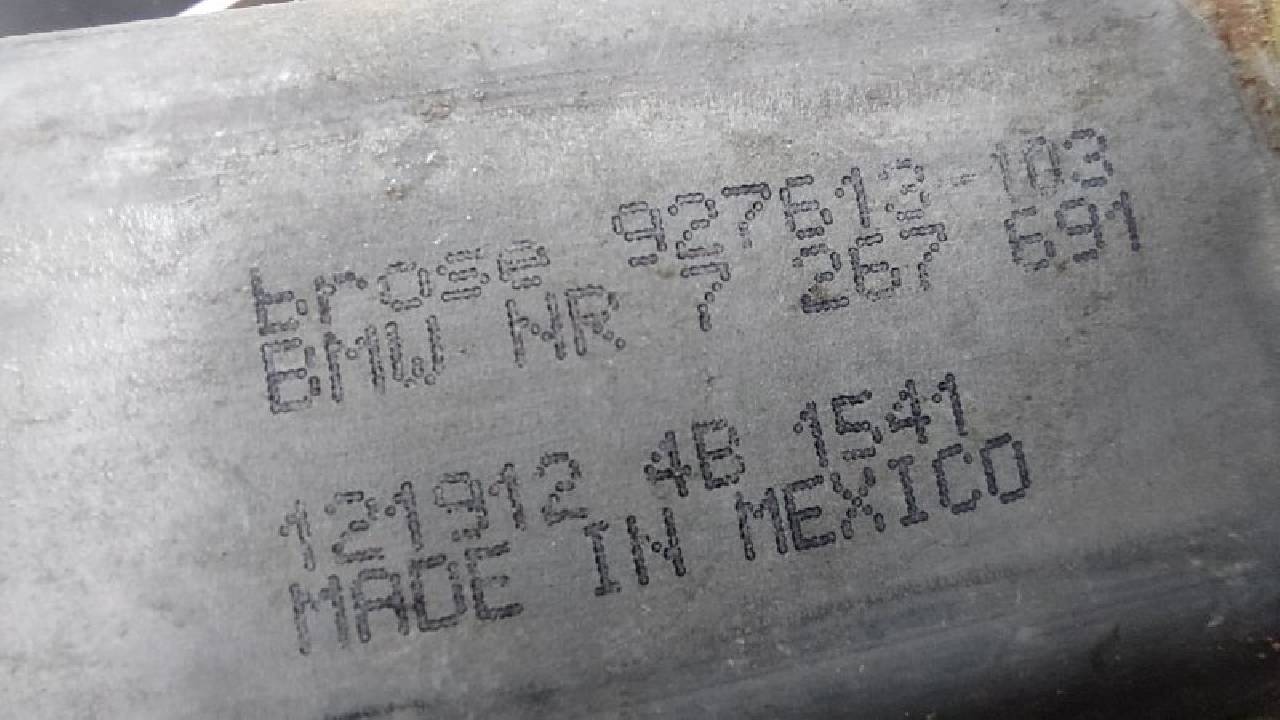 brose 927613-103
BMW NR 7 267 691
121912 4B 1541
MADE IN MEXICO